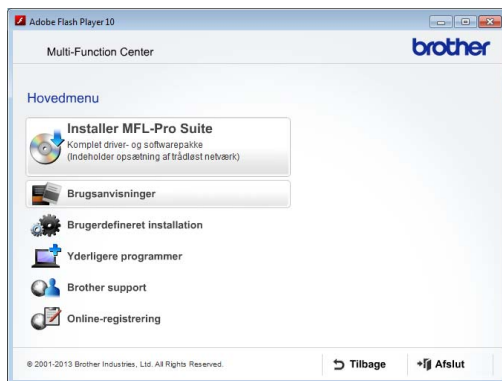 Adobe Flash Player 10
Multi-Function Center
brother
Hovedmenu
Installer MFL-Pro Suite
Komplet driver- og softwarepakke
(Indeholder opsætning af trådløst netværk)
Brugsanvisninger
Brugerdefineret installation
Yderligere programmer
Brother support
Online-registrering
© 2001-2013 Brother Industries, Ltd. All Rights Reserved.
Tilbage
Afslut